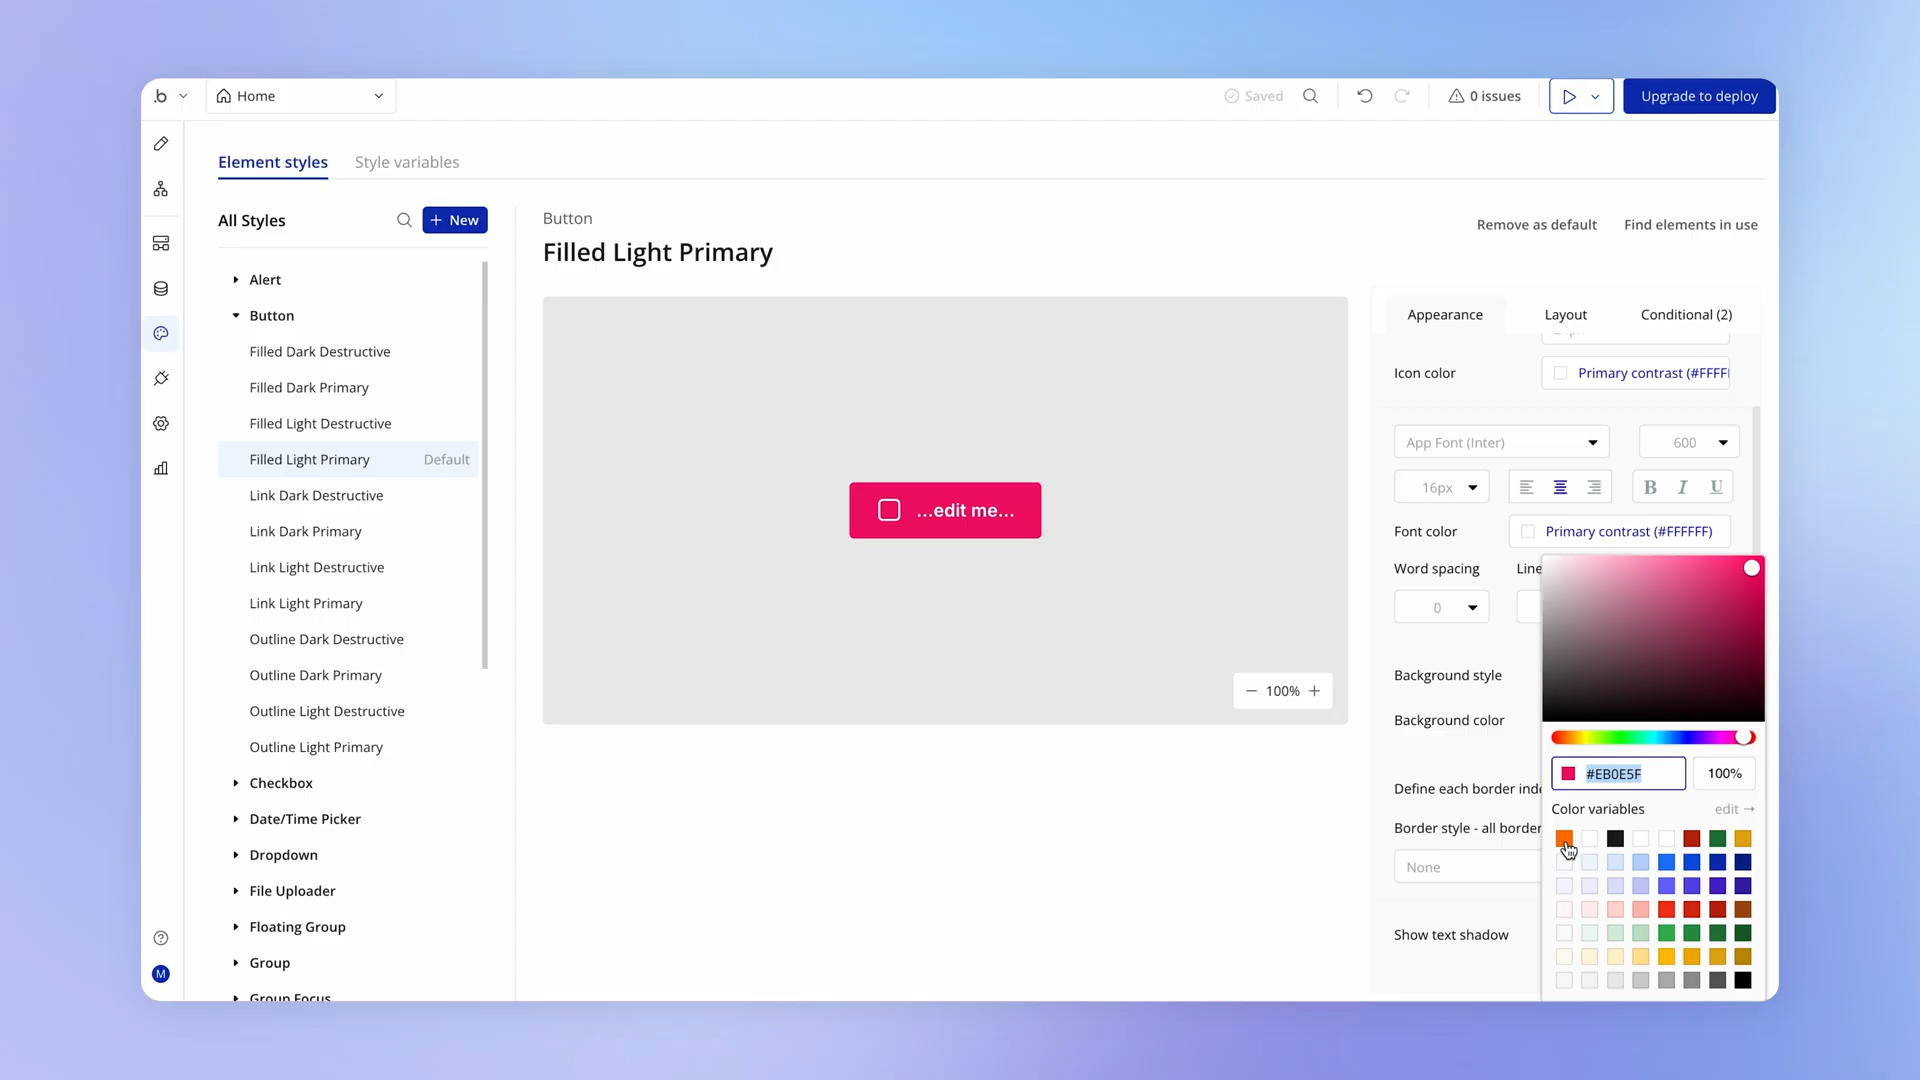 .b
Home
Saved
0 issues
Upgrade to deploy
Element styles
Style variables
All Styles
+ New
Alert
Button
Filled Dark Destructive
Filled Dark Primary
Filled Light Destructive
Filled Light Primary Default
Link Dark Destructive
Link Dark Primary
Link Light Destructive
Link Light Primary
Outline Dark Destructive
Outline Dark Primary
Outline Light Destructive
Outline Light Primary
Checkbox
Date/Time Picker
Dropdown
File Uploader
Floating Group
Group
Group Focus
M
Button
Filled Light Primary
Remove as default
Find elements in use
...edit me...
− 100% +
Appearance
Layout
Conditional (2)
Icon color
Primary contrast (#FFFF
App Font (Inter)
600
16px
B I U
Font color
Primary contrast (#FFFFFF)
Word spacing
Line
0
Background style
Background color
Define each border inde
Border style - all border
None
Show text shadow
#EB0E5F
100%
Color variables
edit →